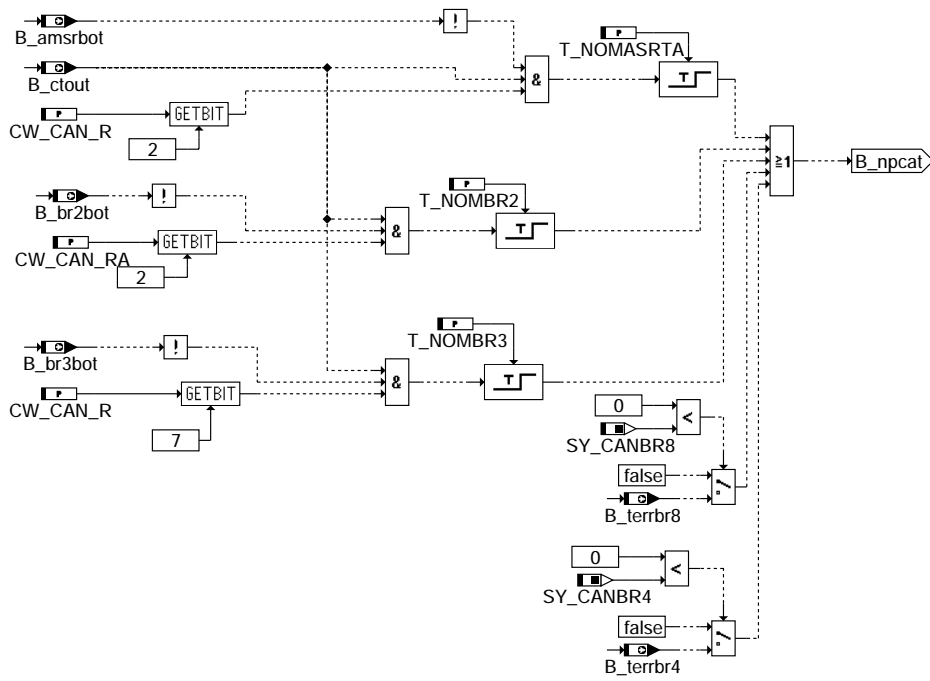 B_amsrbot
!
P
T_NOMASRTA
B_ctout
&
T
P
CW_CAN_R
GETBIT
2
≧1
B_npcat
B_br2bot
!
P
T_NOMBR2
P
CW_CAN_RA
GETBIT
2
&
T
P
T_NOMBR3
B_br3bot
!
P
CW_CAN_R
GETBIT
7
&
T
0
<
SY_CANBR8
false
B_terrbr8
0
<
SY_CANBR4
false
B_terrbr4